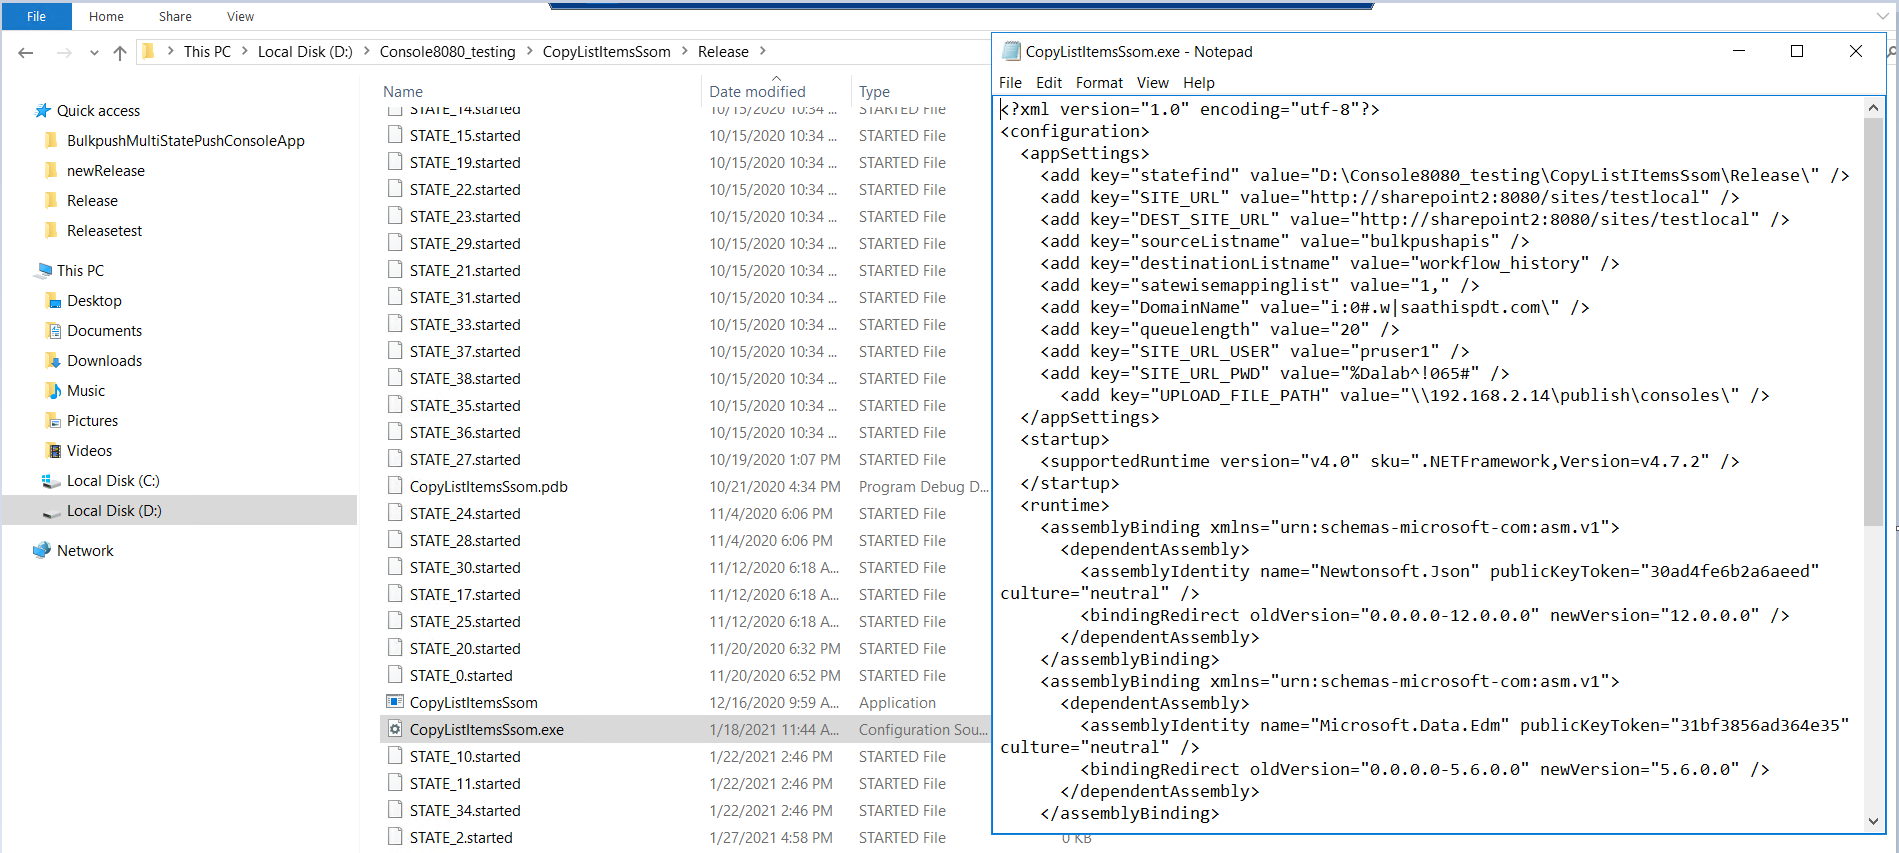 File Home Share View
This PC Local Disk (D:) Console8080_testing CopyListItemsSsom Release
Quick access
BulkpushMultiStatePushConsoleApp
newRelease
Release
Releasetest
This PC
Desktop
Documents
Downloads
Music
Pictures
Videos
Local Disk (C:)
Local Disk (D:)
Network
Name Date modified Type
STATE_14.started 10/15/2020 10:34 ... STARTED File
STATE_15.started 10/15/2020 10:34 ... STARTED File
STATE_19.started 10/15/2020 10:34 ... STARTED File
STATE_22.started 10/15/2020 10:34 ... STARTED File
STATE_23.started 10/15/2020 10:34 ... STARTED File
STATE_29.started 10/15/2020 10:34 ... STARTED File
STATE_21.started 10/15/2020 10:34 ... STARTED File
STATE_31.started 10/15/2020 10:34 ... STARTED File
STATE_33.started 10/15/2020 10:34 ... STARTED File
STATE_37.started 10/15/2020 10:34 ... STARTED File
STATE_38.started 10/15/2020 10:34 ... STARTED File
STATE_35.started 10/15/2020 10:34 ... STARTED File
STATE_36.started 10/15/2020 10:34 ... STARTED File
STATE_27.started 10/19/2020 1:07 PM STARTED File
CopyListItemsSsom.pdb 10/21/2020 4:34 PM Program Debug D...
STATE_24.started 11/4/2020 6:06 PM STARTED File
STATE_28.started 11/4/2020 6:06 PM STARTED File
STATE_30.started 11/12/2020 6:18 A... STARTED File
STATE_17.started 11/12/2020 6:18 A... STARTED File
STATE_25.started 11/12/2020 6:18 A... STARTED File
STATE_20.started 11/20/2020 6:32 PM STARTED File
STATE_0.started 11/20/2020 6:52 PM STARTED File
CopyListItemsSsom 12/16/2020 9:59 A... Application
CopyListItemsSsom.exe 1/18/2021 11:44 A... Configuration Sou...
STATE_10.started 1/22/2021 2:46 PM STARTED File
STATE_11.started 1/22/2021 2:46 PM STARTED File
STATE_34.started 1/22/2021 2:46 PM STARTED File
STATE_2.started 1/27/2021 4:58 PM STARTED File 0 KB
CopyListItemsSsom.exe - Notepad
File Edit Format View Help
<?xml version="1.0" encoding="utf-8"?>
<configuration>
<appSettings>
<add key="statefind" value="D:\Console8080_testing\CopyListItemsSsom\Release\" />
<add key="SITE_URL" value="http://sharepoint2:8080/sites/testlocal" />
<add key="DEST_SITE_URL" value="http://sharepoint2:8080/sites/testlocal" />
<add key="sourceListname" value="bulkpushapis" />
<add key="destinationListname" value="workflow_history" />
<add key="satewisemappinglist" value="1," />
<add key="DomainName" value="i:0#.w|saathispdt.com\" />
<add key="queuelength" value="20" />
<add key="SITE_URL_USER" value="pruser1" />
<add key="SITE_URL_PWD" value="%Dalab^!065#" />
<add key="UPLOAD_FILE_PATH" value="\\192.168.2.14\publish\consoles\" />
</appSettings>
<startup>
<supportedRuntime version="v4.0" sku=".NETFramework,Version=v4.7.2" />
</startup>
<runtime>
<assemblyBinding xmlns="urn:schemas-microsoft-com:asm.v1">
<dependentAssembly>
<assemblyIdentity name="Newtonsoft.Json" publicKeyToken="30ad4fe6b2a6aeed"
culture="neutral" />
<bindingRedirect oldVersion="0.0.0.0-12.0.0.0" newVersion="12.0.0.0" />
</dependentAssembly>
</assemblyBinding>
<assemblyBinding xmlns="urn:schemas-microsoft-com:asm.v1">
<dependentAssembly>
<assemblyIdentity name="Microsoft.Data.Edm" publicKeyToken="31bf3856ad364e35"
culture="neutral" />
<bindingRedirect oldVersion="0.0.0.0-5.6.0.0" newVersion="5.6.0.0" />
</dependentAssembly>
</assemblyBinding>